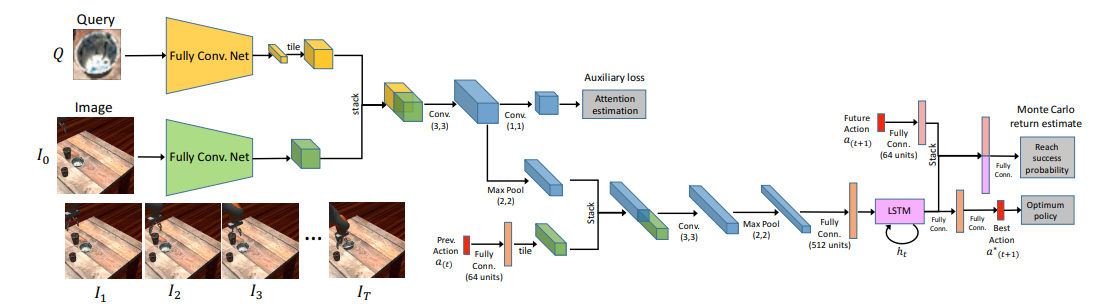 Query
Q
Fully Conv. Net
tile
Image
I₀
Fully Conv. Net
stack
Conv.
(3,3)
Conv.
(1,1)
Auxiliary loss
Attention
estimation
Max Pool
(2,2)
Prev.
Action
a(t)
Fully
Conn.
(64 units)
tile
Stack
Conv.
(3,3)
Max Pool
(2,2)
Fully
Conn.
(512 units)
LSTM
hₜ
Future
Action
a(t+1)
Fully
Conn.
(64 units)
Stack
Fully
Conn.
Monte Carlo
return estimate
Reach
success
probability
Fully
Conn.
Fully
Conn.
Best
Action
a*(t+1)
Optimum
policy
I₁
I₂
I₃
...
I_T